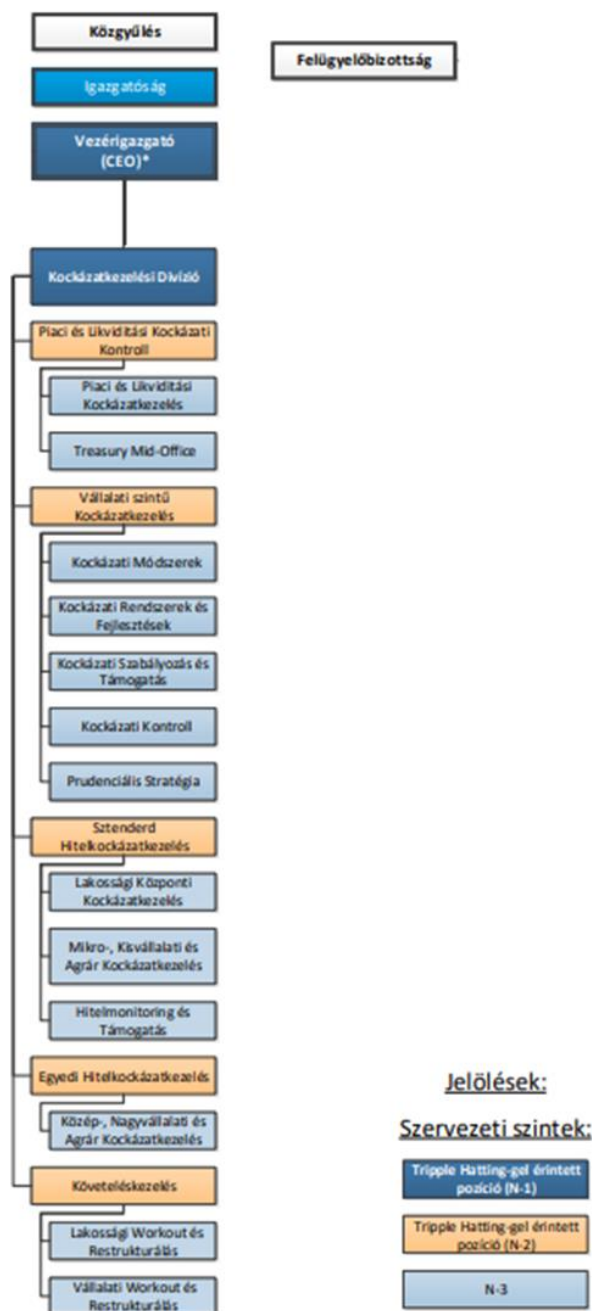 Közgyűlés
Felügyelőbizottság
Igazgatóság
Vezérigazgató
(CEO)*
Kockázatkezelési Divízió
Piaci és Likviditási Kockázati
Kontroll
Piaci és Likviditási
Kockázatkezelés
Treasury Mid-Office
Vállalati szintű
Kockázatkezelés
Kockázati Módszerek
Kockázati Rendszerek és
Fejlesztések
Kockázati Szabályozás és
Támogatás
Kockázati Kontroll
Prudenciális Stratégia
Sztenderd
Hitelkockázatkezelés
Lakossági Központi
Kockázatkezelés
Mikro-, Kisvállalati és
Agrár Kockázatkezelés
Hitelmonitoring és
Támogatás
Egyedi Hitelkockázatkezelés
Közép-, Nagyvállalati és
Agrár Kockázatkezelés
Követeléskezelés
Lakossági Workout és
Restrukturálás
Vállalati Workout és
Restrukturálás
Jelölések:
Szervezeti szintek:
Tripple Hatting-gel érintett
pozíció (N-1)
Tripple Hatting-gel érintett
pozíció (N-2)
N-3